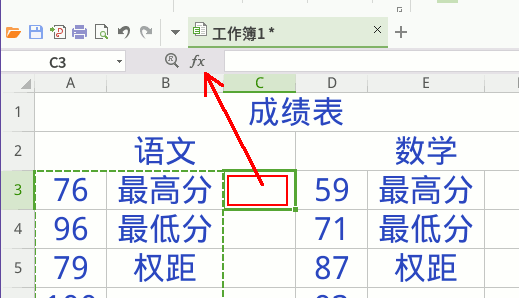 工作簿1 *
C3 fx
A B C D E
1 成绩表
2 语文 数学
3 76 最高分 59 最高分
4 96 最低分 71 最低分
5 79 权距 87 权距